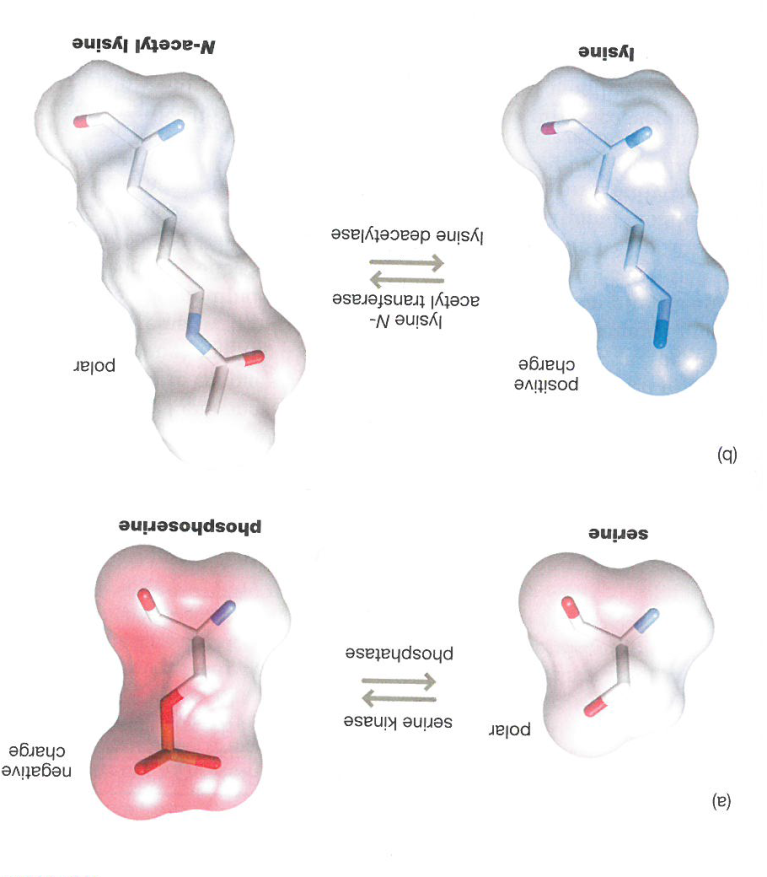 (a)
polar
negative
charge
serine kinase
phosphatase
serine
phosphoserine
(b)
positive
charge
polar
lysine N-
acetyl transferase
lysine deacetylase
lysine
N-acetyl lysine